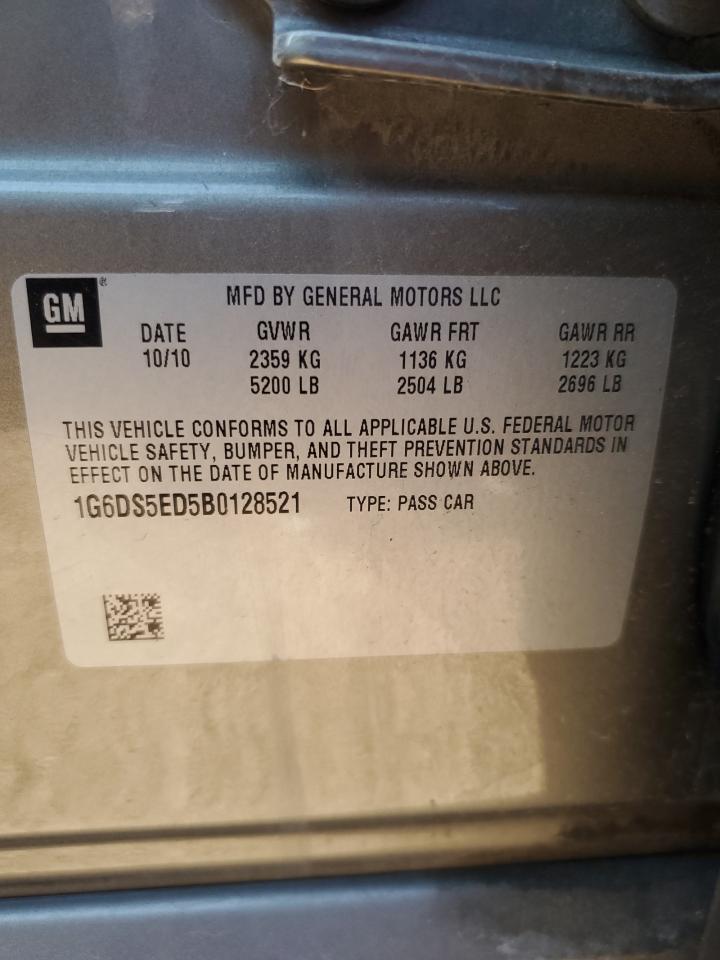 GM®
MFD BY GENERAL MOTORS LLC
DATE GVWR GAWR FRT GAWR RR
10/10 2359 KG 1136 KG 1223 KG
5200 LB 2504 LB 2696 LB
THIS VEHICLE CONFORMS TO ALL APPLICABLE U.S. FEDERAL MOTOR
VEHICLE SAFETY, BUMPER, AND THEFT PREVENTION STANDARDS IN
EFFECT ON THE DATE OF MANUFACTURE SHOWN ABOVE.
1G6DS5ED5B0128521 TYPE: PASS CAR